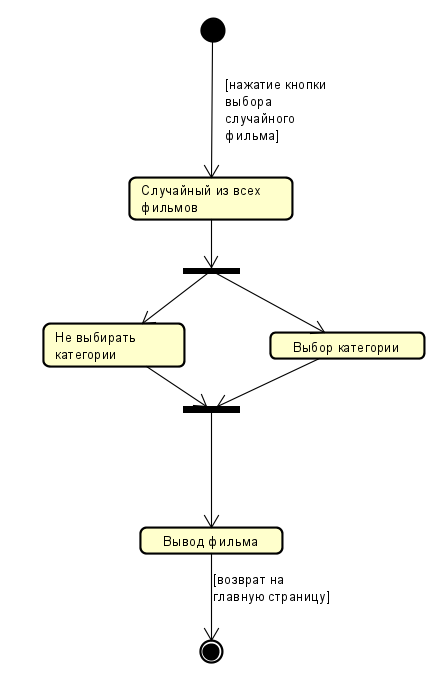 [нажатие кнопки
выбора
случайного
фильма]
Случайный из всех
фильмов
Не выбирать
категории
Выбор категории
Вывод фильма
[возврат на
главную страницу]